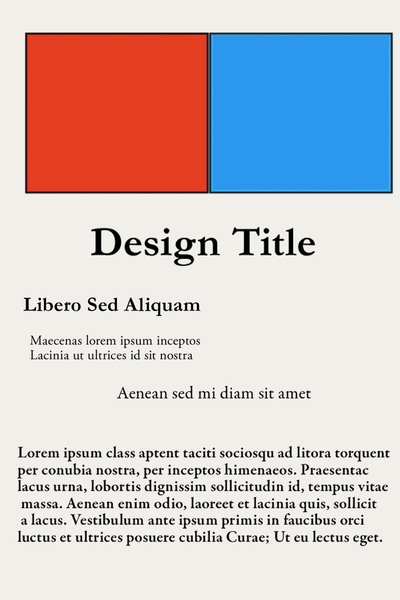 Design Title
Libero Sed Aliquam
Maecenas lorem ipsum inceptos
Lacinia ut ultrices id sit nostra
Aenean sed mi diam sit amet
Lorem ipsum class aptent taciti sociosqu ad litora torquent
per conubia nostra, per inceptos himenaeos. Praesentac
lacus urna, lobortis dignissim sollicitudin id, tempus vitae
massa. Aenean enim odio, laoreet et lacinia quis, sollicit
a lacus. Vestibulum ante ipsum primis in faucibus orci
luctus et ultrices posuere cubilia Curae; Ut eu lectus eget.